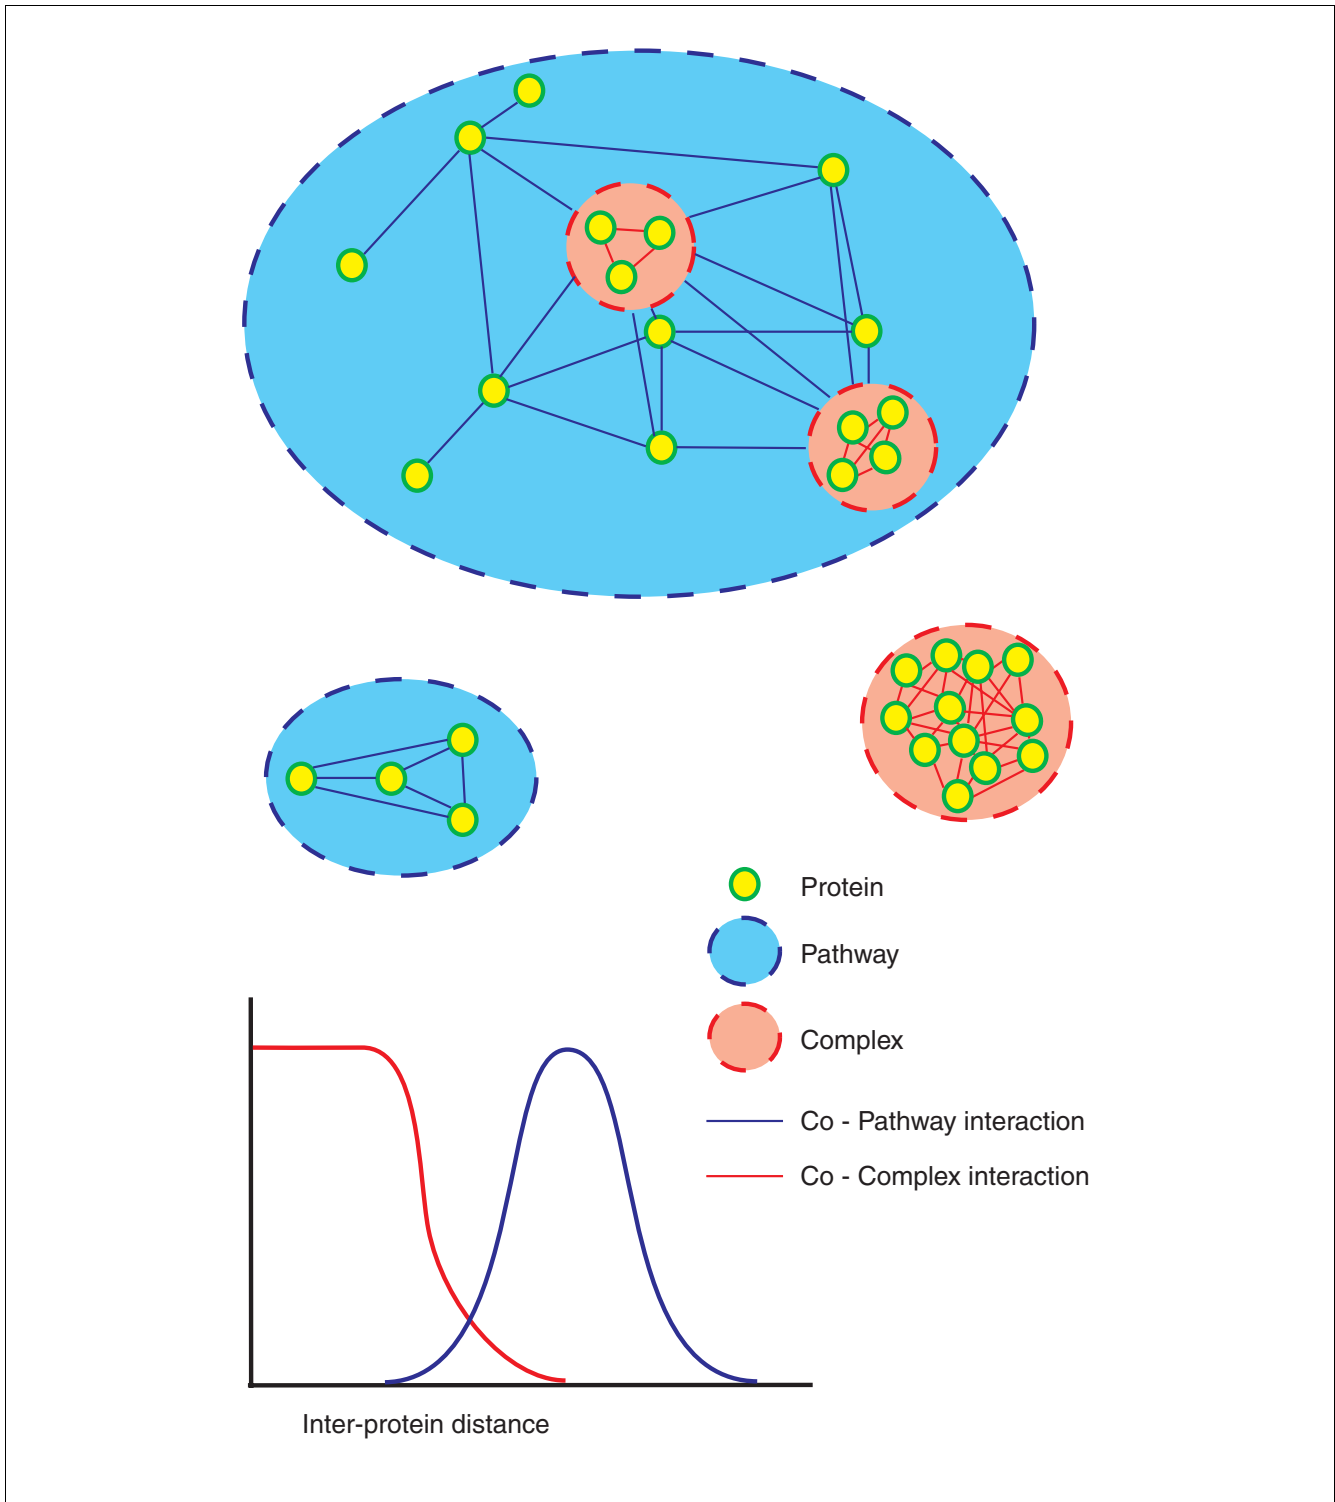 Protein
Pathway
Complex
Co - Pathway interaction
Co - Complex interaction
Inter-protein distance